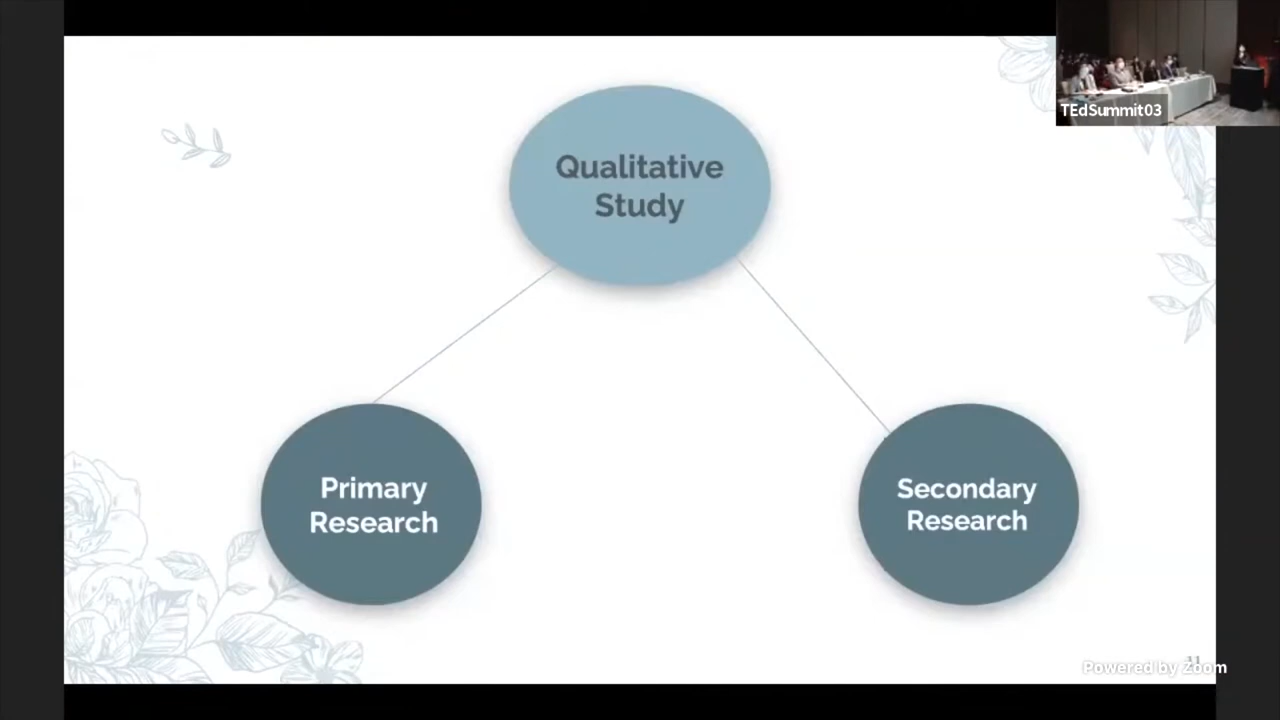 TEdSummit03
Qualitative
Study
Primary
Research
Secondary
Research
Powered by Zoom